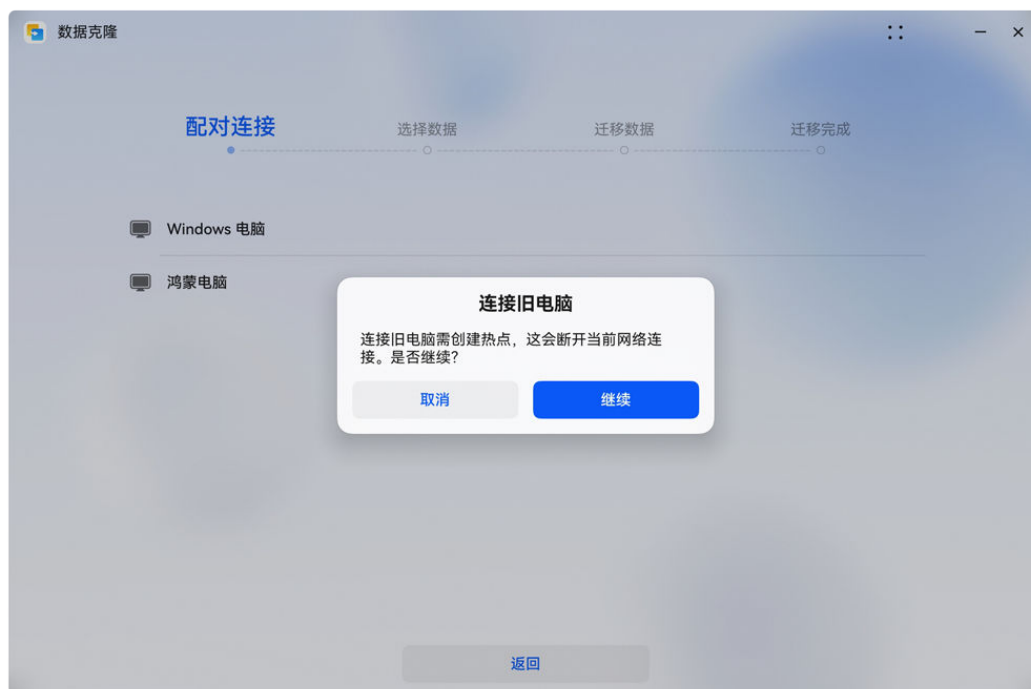 数据克隆
配对连接
选择数据
迁移数据
迁移完成
Windows 电脑
鸿蒙电脑
连接旧电脑
连接旧电脑需创建热点，这会断开当前网络连
接。是否继续？
取消
继续
返回